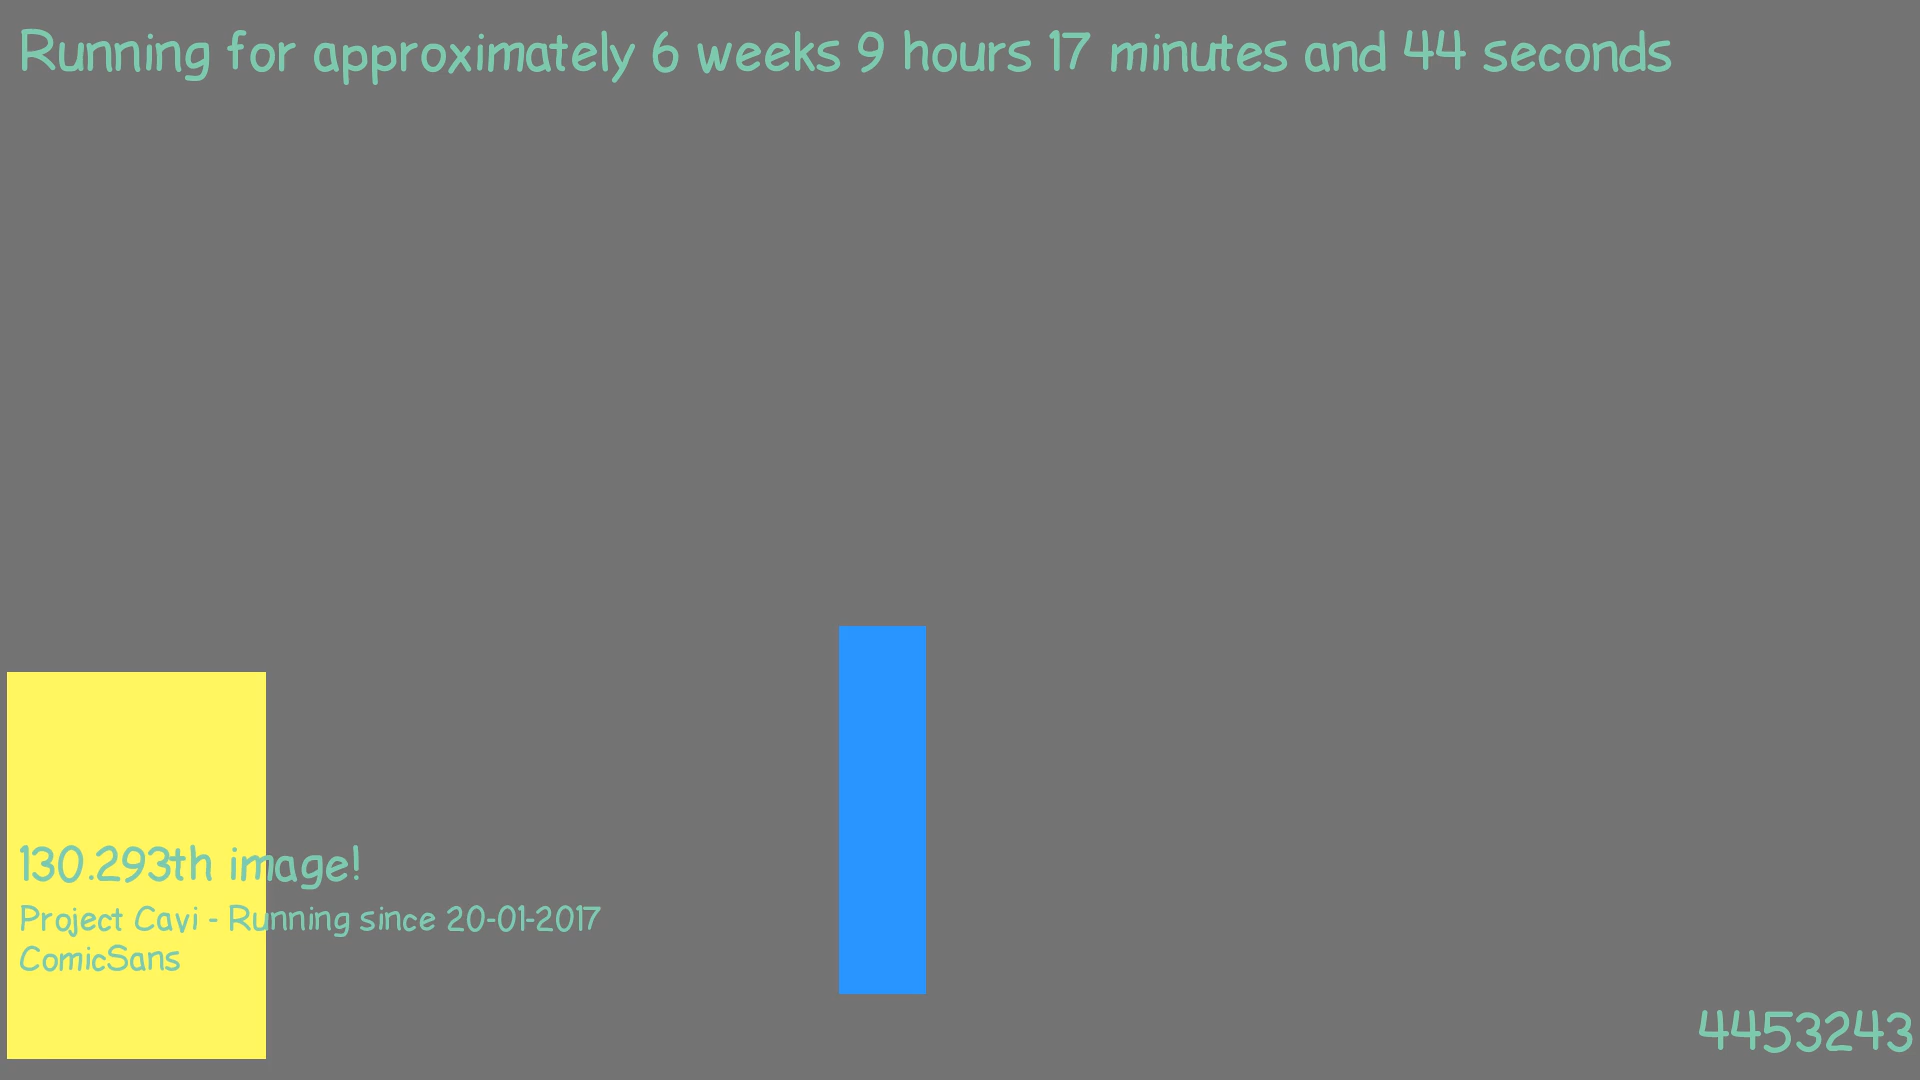 Running for approximately 6 weeks 9 hours 17 minutes and 44 seconds
130.293th image!
Project Cavi - Running since 20-01-2017
ComicSans
4453243